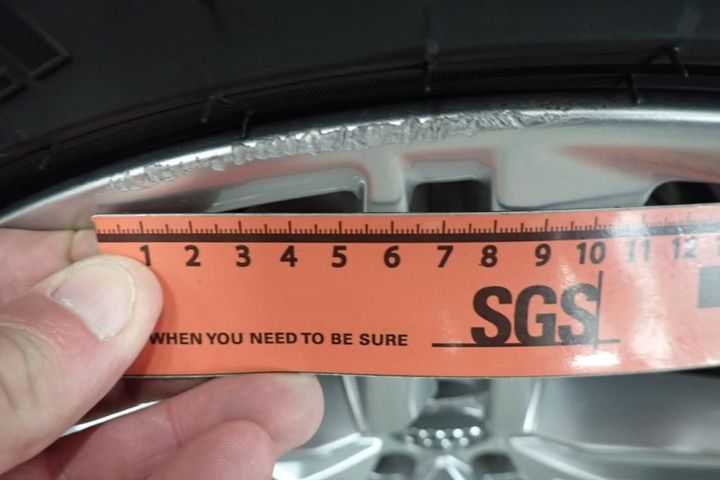 1 2 3 4 5 6 7 8 9 10 11 12
SGS
WHEN YOU NEED TO BE SURE